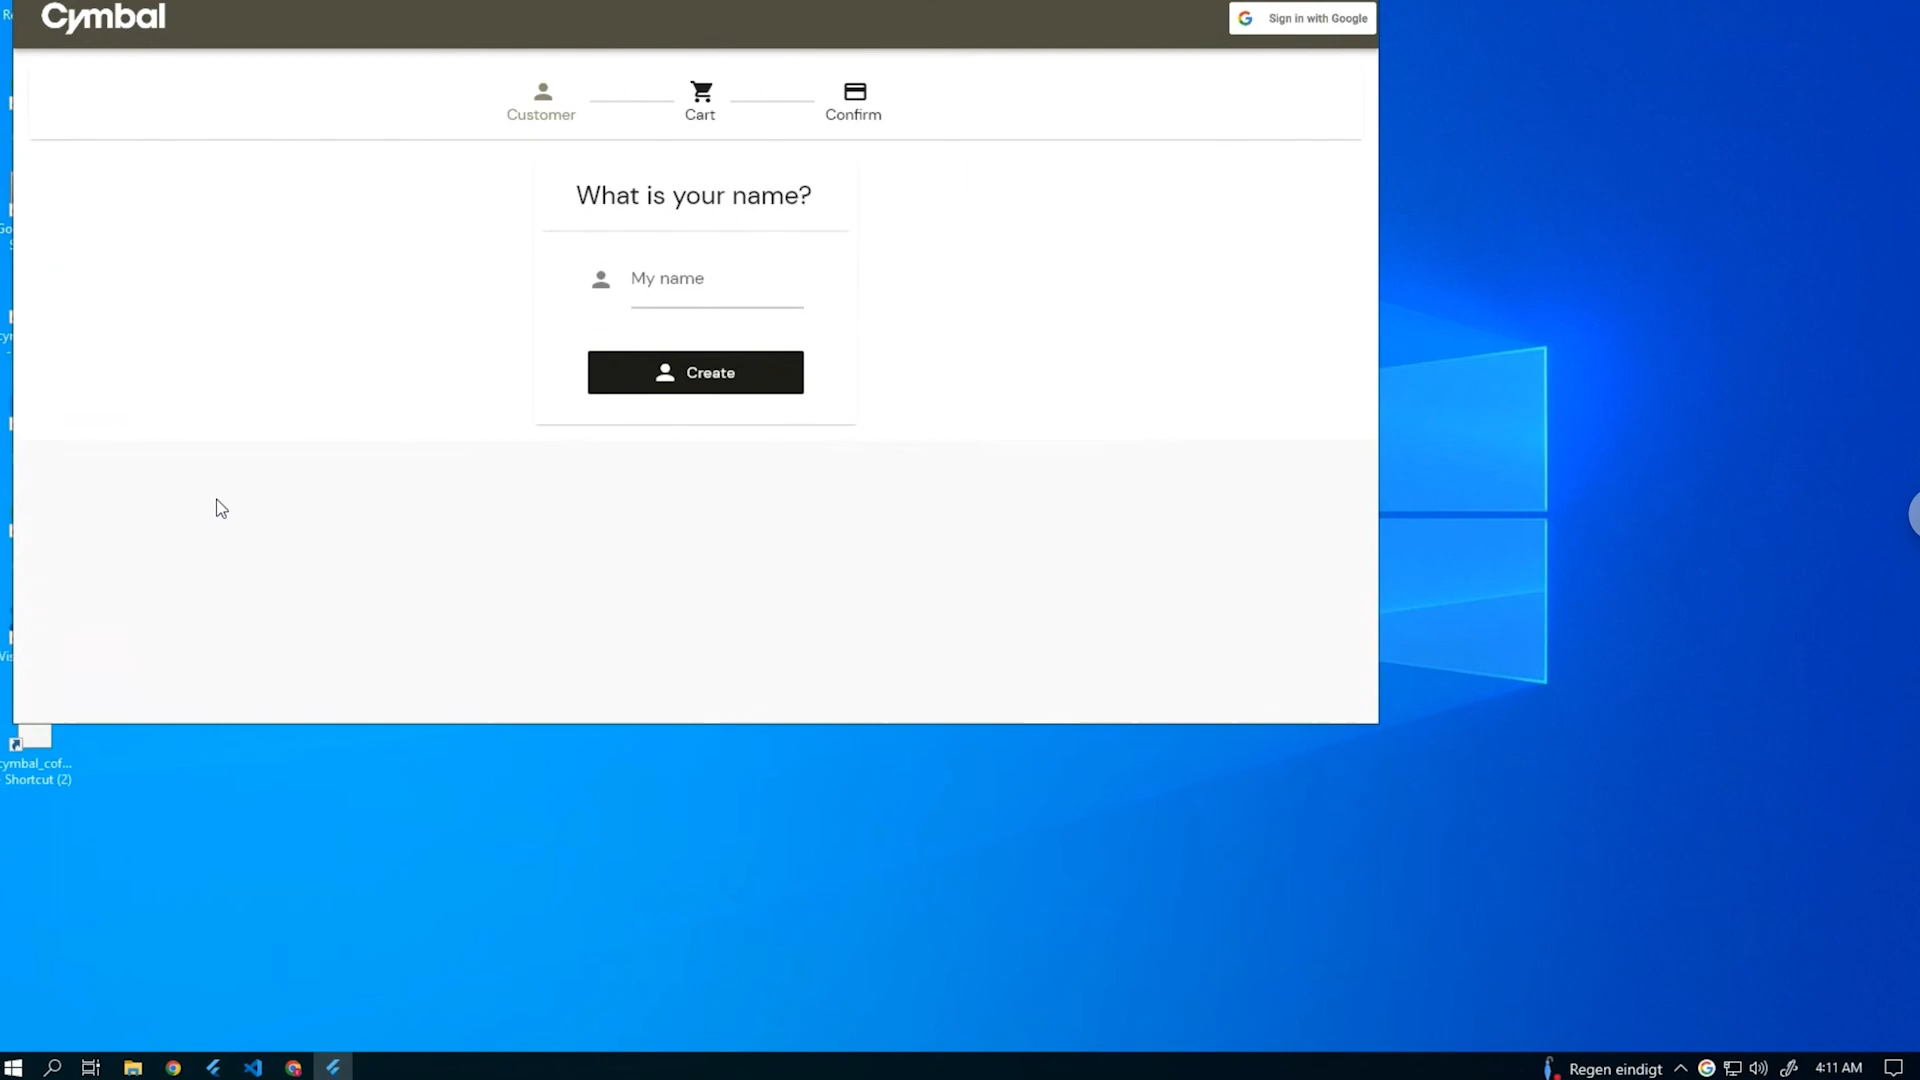 Cymbal
Sign in with Google
Customer
Cart
Confirm
What is your name?
My name
Create
cymbal_cof...
Shortcut (2)
Regen eindigt
4:11 AM